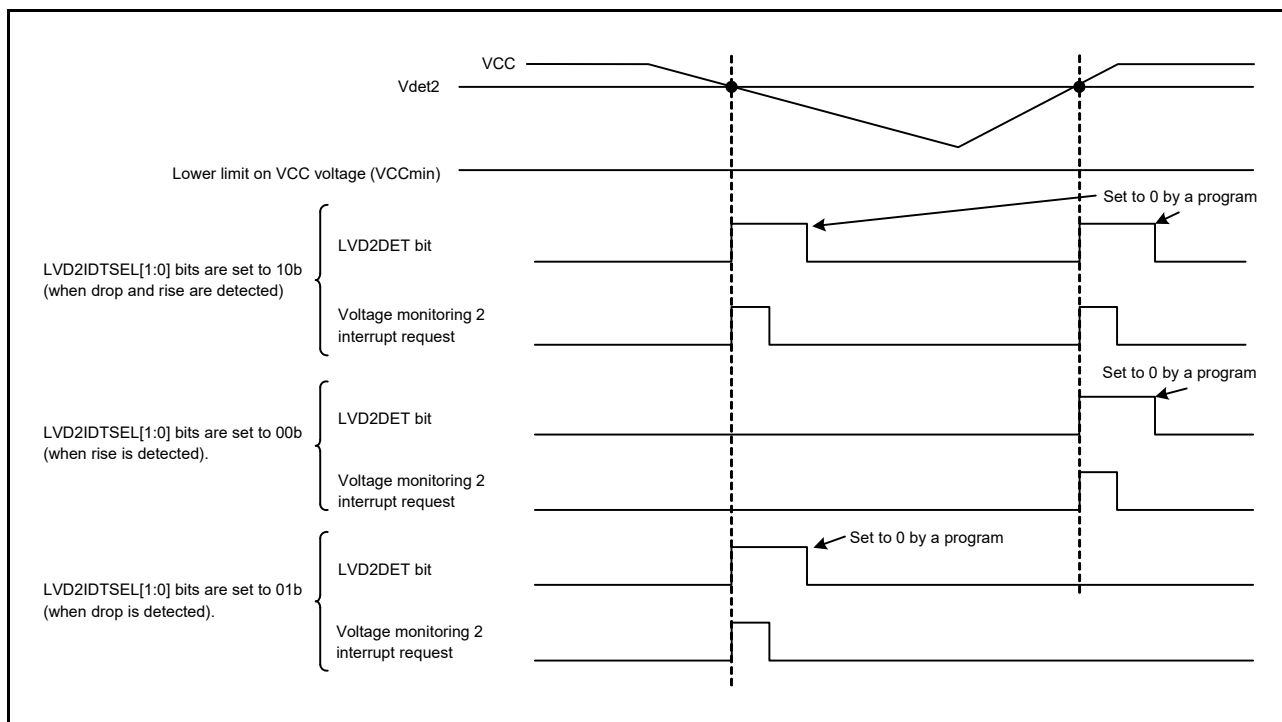 VCC
Vdet2
Lower limit on VCC voltage (VCCmin)
Set to 0 by a program
LVD2DET bit
LVD2IDTSEL[1:0] bits are set to 10b
(when drop and rise are detected)
Voltage monitoring 2
interrupt request
Set to 0 by a program
LVD2DET bit
LVD2IDTSEL[1:0] bits are set to 00b
(when rise is detected).
Voltage monitoring 2
interrupt request
Set to 0 by a program
LVD2DET bit
LVD2IDTSEL[1:0] bits are set to 01b
(when drop is detected).
Voltage monitoring 2
interrupt request